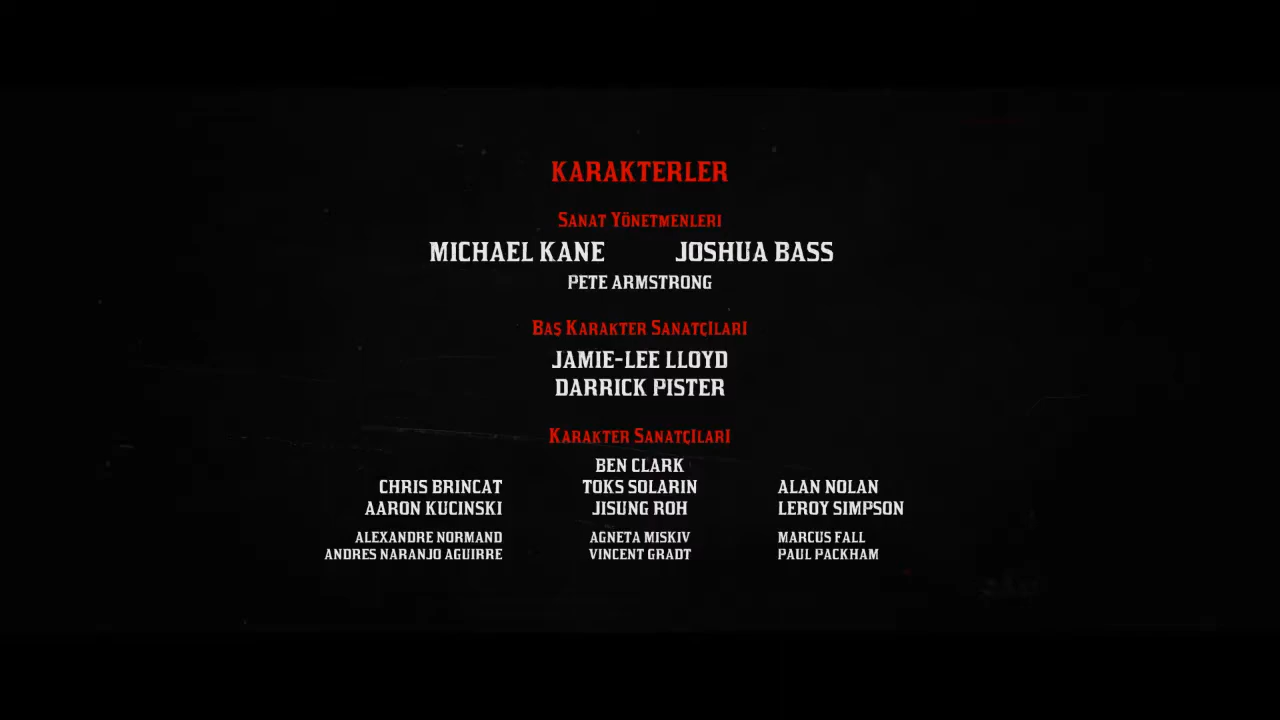 KARAKTERLER
SANAT YÖNETMENLERI
MICHAEL KANE JOSHUA BASS
PETE ARMSTRONG
BAŞ KARAKTER SANATÇILARI
JAMIE-LEE LLOYD
DARRICK PISTER
KARAKTER SANATÇILARI
BEN CLARK
CHRIS BRINCAT TOKS SOLARIN ALAN NOLAN
AARON KUCINSKI JISUNG ROH LEROY SIMPSON
ALEXANDRE NORMAND AGNETA MISKIV MARCUS FALL
ANDRES NARANJO AGUIRRE VINCENT GRADT PAUL PACKHAM